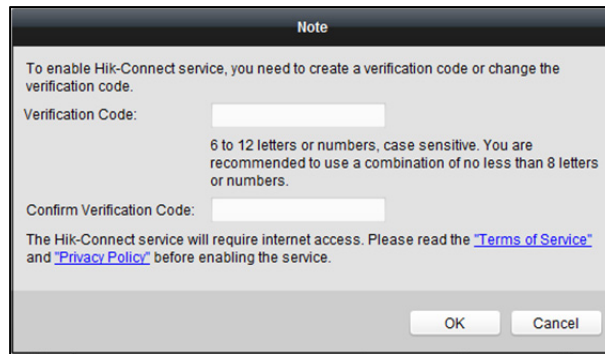 Note
To enable Hik-Connect service, you need to create a verification code or change the
verification code.
Verification Code:
6 to 12 letters or numbers, case sensitive. You are
recommended to use a combination of no less than 8 letters
or numbers.
Confirm Verification Code:
The Hik-Connect service will require internet access. Please read the "Terms of Service"
and "Privacy Policy" before enabling the service.
OK Cancel